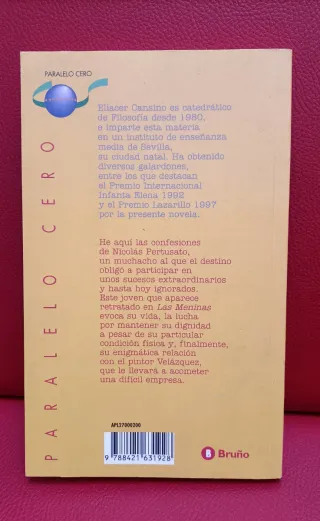 PARALELO CERO
PARALELO CERO
Eliacer Cansino es catedrático
de Filosofía desde 1980,
e imparte esta materia
en un instituto de enseñanza
media de Sevilla,
su ciudad natal. Ha obtenido
diversos galardones,
entre los que destacan
el Premio Internacional
Infanta Elena 1992
y el Premio Lazarillo 1997
por la presente novela.
He aquí las confesiones
de Nicolás Pertusato,
un muchacho al que el destino
obligó a participar en
unos sucesos extraordinarios
y hasta hoy ignorados.
Este joven que aparece
retratado en Las Meninas
evoca su vida, la lucha
por mantener su dignidad
a pesar de su particular
condición física y, finalmente,
su enigmática relación
con el pintor Velázquez,
que le llevará a acometer
una difícil empresa.
API27000200
9 788421 631928
B Bruño